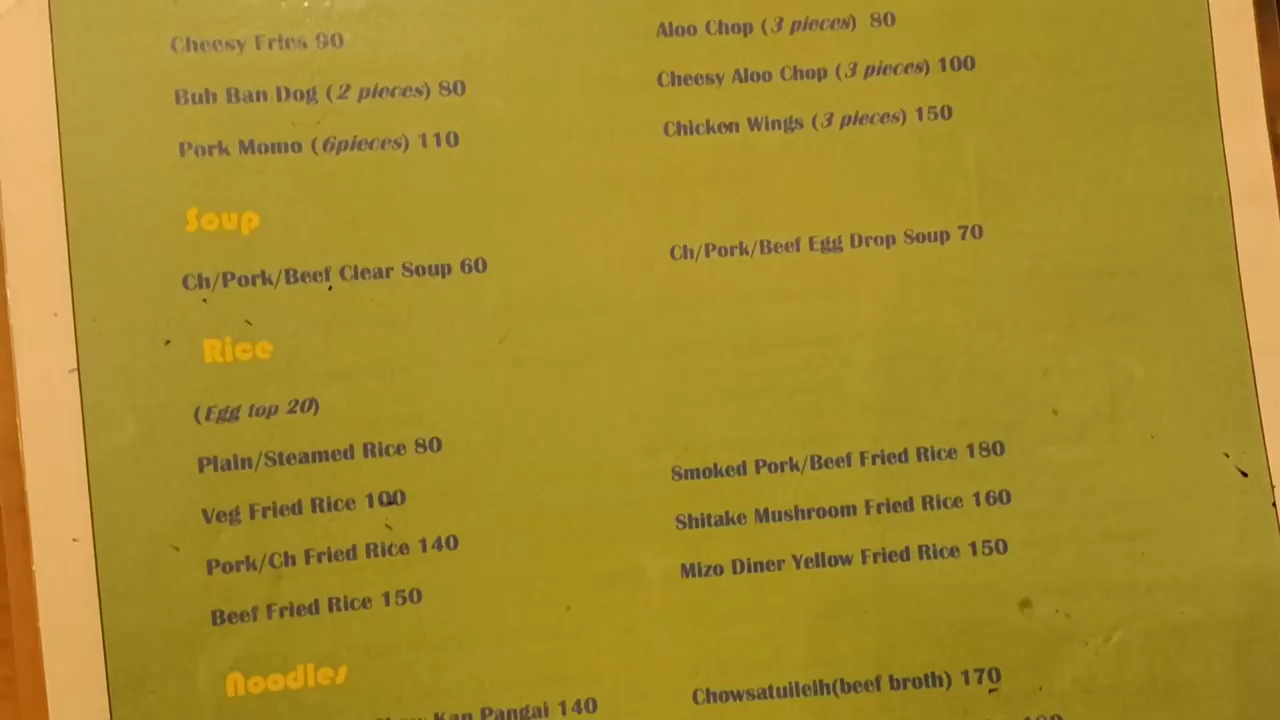 Cheesy Fries 90
Buh Ban Dog (2 pieces) 80
Pork Momo (6pieces) 110
Aloo Chop (3 pieces) 80
Cheesy Aloo Chop (3 pieces) 100
Chicken Wings (3 pieces) 150
Soup
Ch/Pork/Beef Clear Soup 60
Ch/Pork/Beef Egg Drop Soup 70
Rice
(Egg top 20)
Plain/Steamed Rice 80
Veg Fried Rice 100
Pork/Ch Fried Rice 140
Beef Fried Rice 150
Smoked Pork/Beef Fried Rice 180
Shitake Mushroom Fried Rice 160
Mizo Diner Yellow Fried Rice 150
Noodles
Kan Pangai 140
Chowsatuileih(beef broth) 170